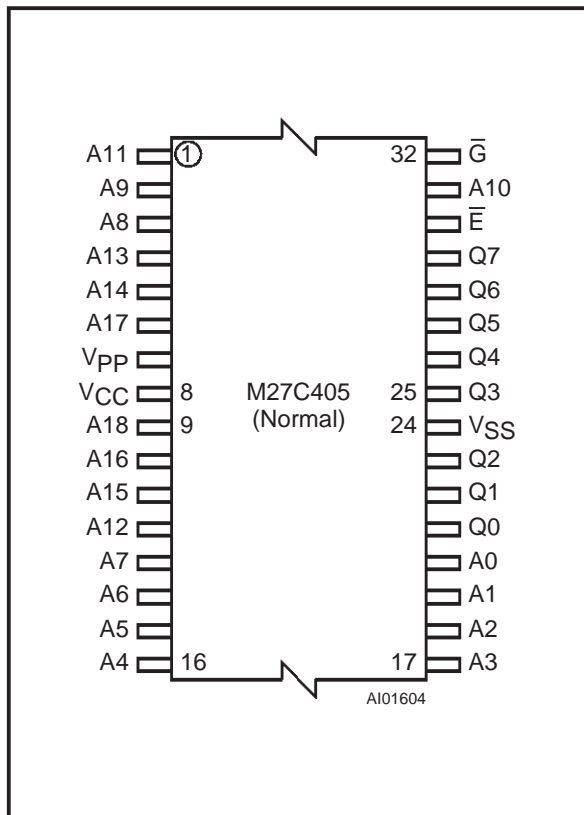 A11 1 32 G̅
A9 A10
A8 E̅
A13 Q7
A14 Q6
A17 Q5
VPP Q4
VCC 8 M27C405 25 Q3
A18 9 (Normal) 24 VSS
A16 Q2
A15 Q1
A12 Q0
A7 A0
A6 A1
A5 A2
A4 16 17 A3
AI01604